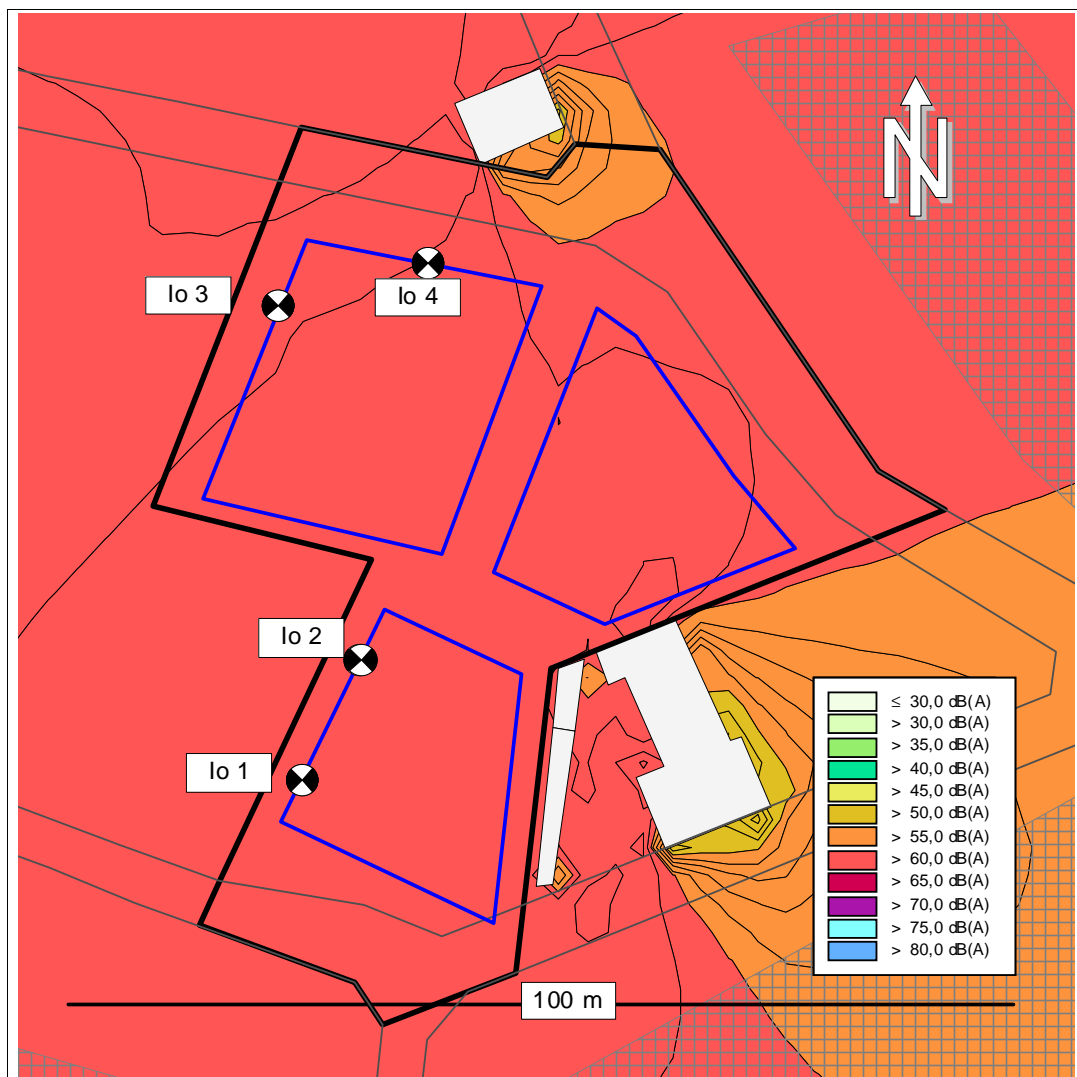 N
Io 3
Io 4
Io 2
Io 1
≤ 30,0 dB(A)
> 30,0 dB(A)
> 35,0 dB(A)
> 40,0 dB(A)
> 45,0 dB(A)
> 50,0 dB(A)
> 55,0 dB(A)
> 60,0 dB(A)
> 65,0 dB(A)
> 70,0 dB(A)
> 75,0 dB(A)
> 80,0 dB(A)
100 m